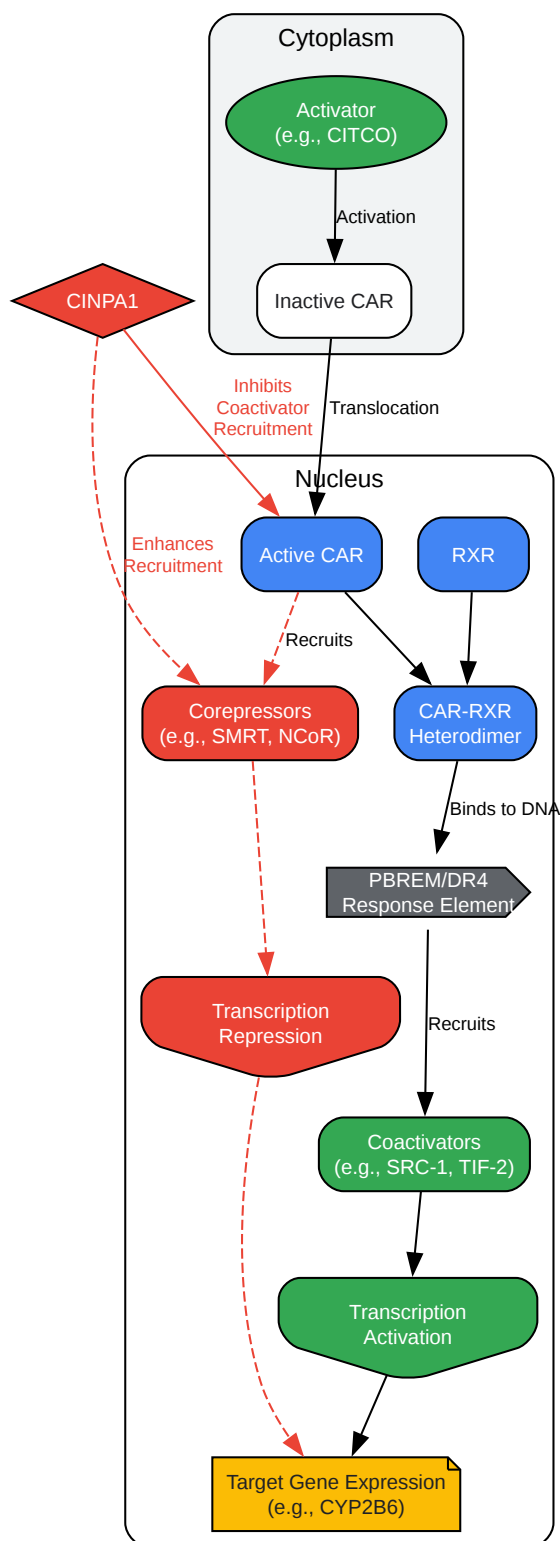 Cytoplasm
Activator
(e.g., CITCO)
Activation
CINPA1
Inactive CAR
Inhibits
Coactivator
Recruitment
Translocation
Nucleus
Active CAR
RXR
Enhances
Recruitment
Recruits
Corepressors
(e.g., SMRT, NCoR)
CAR-RXR
Heterodimer
Binds to DNA
PBREM/DR4
Response Element
Transcription
Repression
Recruits
Coactivators
(e.g., SRC-1, TIF-2)
Transcription
Activation
Target Gene Expression
(e.g., CYP2B6)